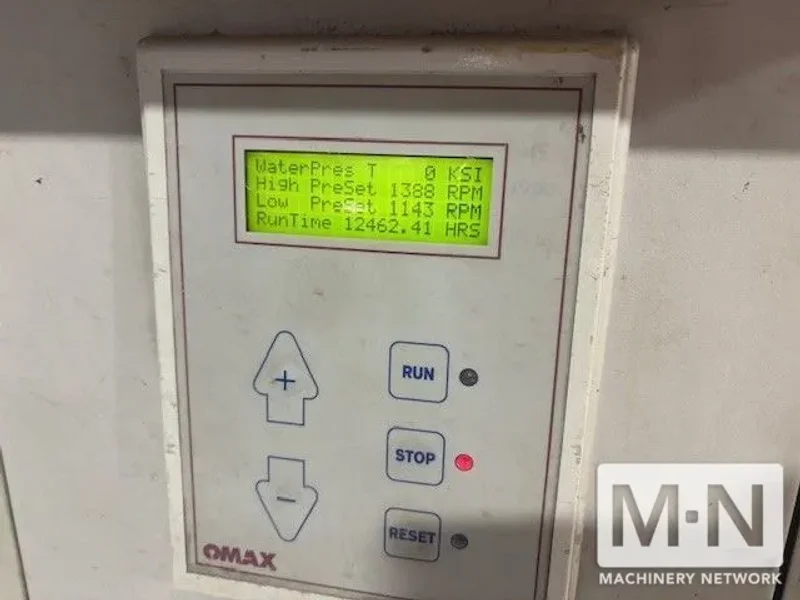 WaterPres T 0 KSI
High PreSet 1388 RPM
Low PreSet 1143 RPM
RunTime 12462.41 HRS
+
RUN
STOP
-
RESET
OMAX
M·N
MACHINERY NETWORK